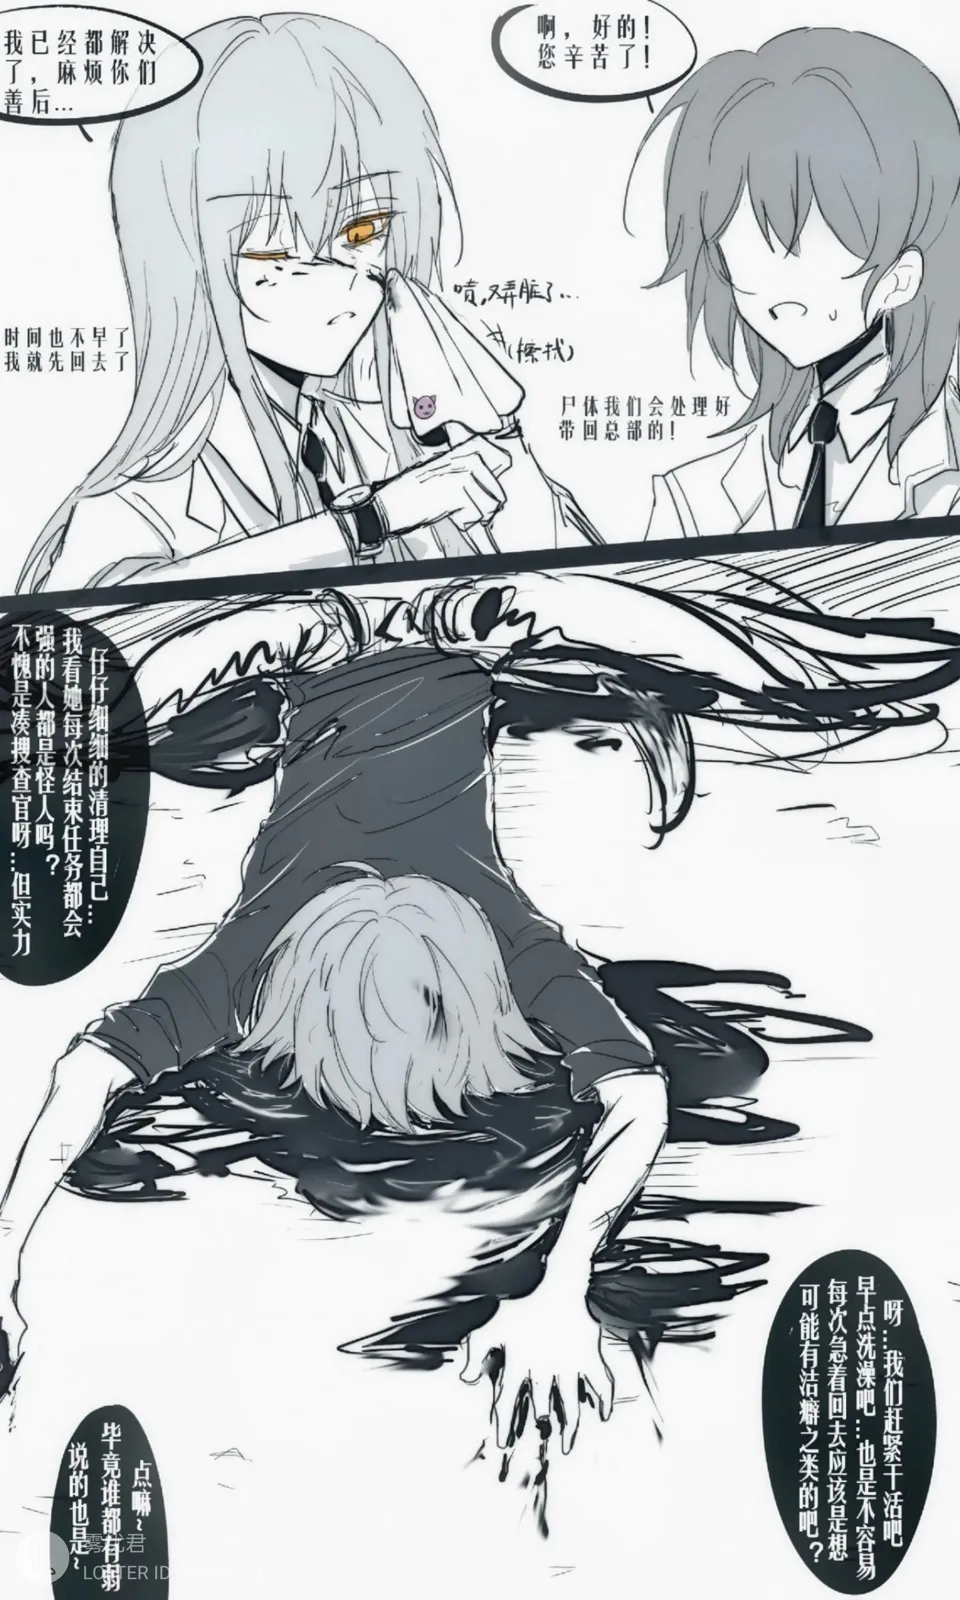 我已经都解决
了，麻烦你们
善后...
啊，好的！
您辛苦了！
时间也不早了
我就先回去了
啧，又弄脏了...
(擦拭)
尸体我们会处理好
带回总部的！
不愧是凑搜查官呀...但实力
强的人都是怪人吗？
我看她每次结束任务都会
仔仔细细的清理自己...
呀...我们赶紧干活吧
早点洗澡吧...也是不容易
每次急着回去应该是想
可能有洁癖之类的吧？
点嘛~
毕竟谁都有弱
说的也是~
雾忧君
LOFTER ID